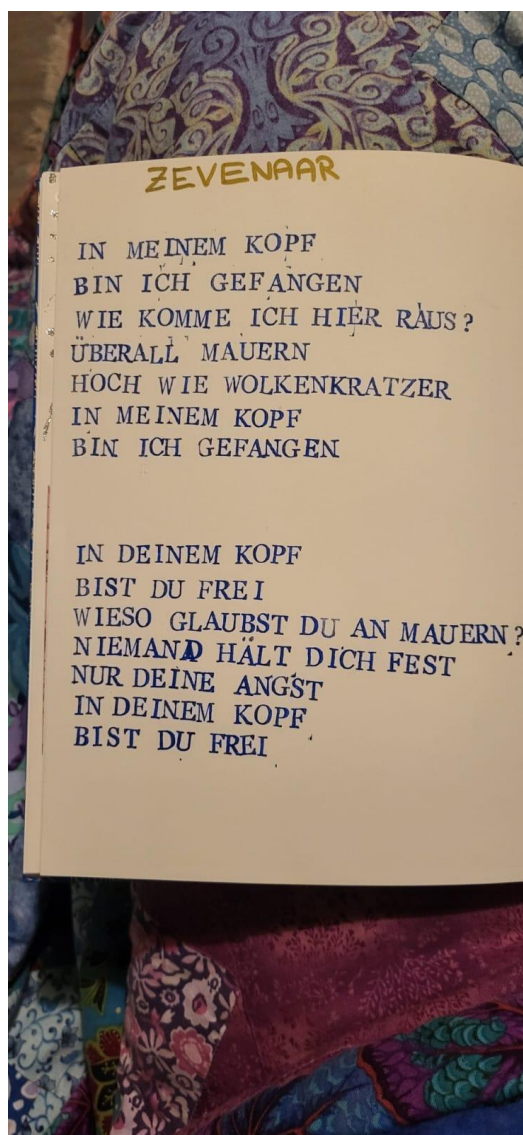 ZEVENAAR
IN MEINEM KOPF
BIN ICH GEFANGEN
WIE KOMME ICH HIER RAUS?
ÜBERALL MAUERN
HOCH WIE WOLKENKRATZER
IN MEINEM KOPF
BIN ICH GEFANGEN
IN DEINEM KOPF
BIST DU FREI
WIESO GLAUBST DU AN MAUERN?
NIEMAND HÄLT DICH FEST
NUR DEINE ANGST
IN DEINEM KOPF
BIST DU FREI